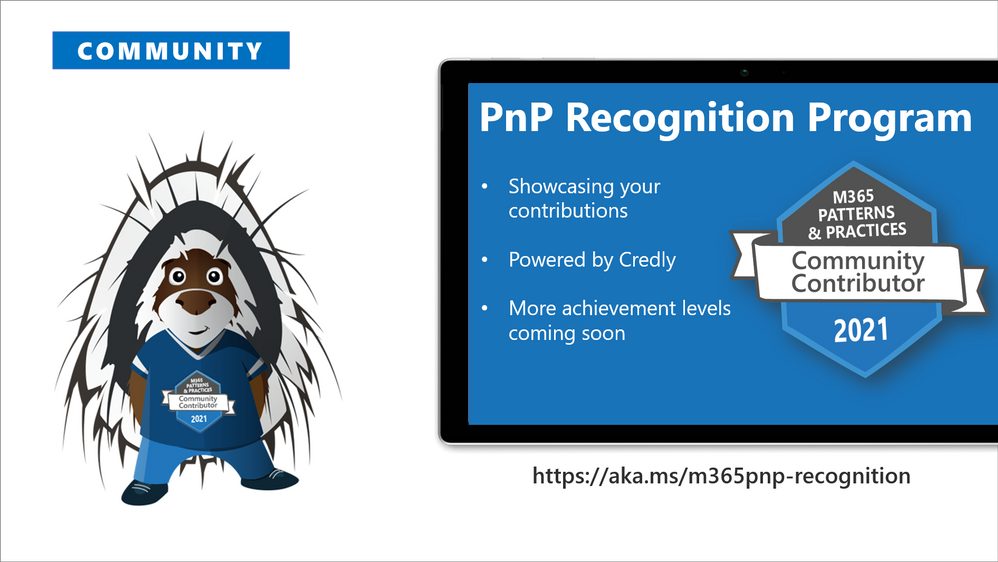 COMMUNITY
PnP Recognition Program
• Showcasing your
contributions
• Powered by Credly
• More achievement levels
coming soon
M365
PATTERNS
& PRACTICES
Community
Contributor
2021
M365
PATTERNS
& PRACTICES
Community
Contributor
2021
https://aka.ms/m365pnp-recognition